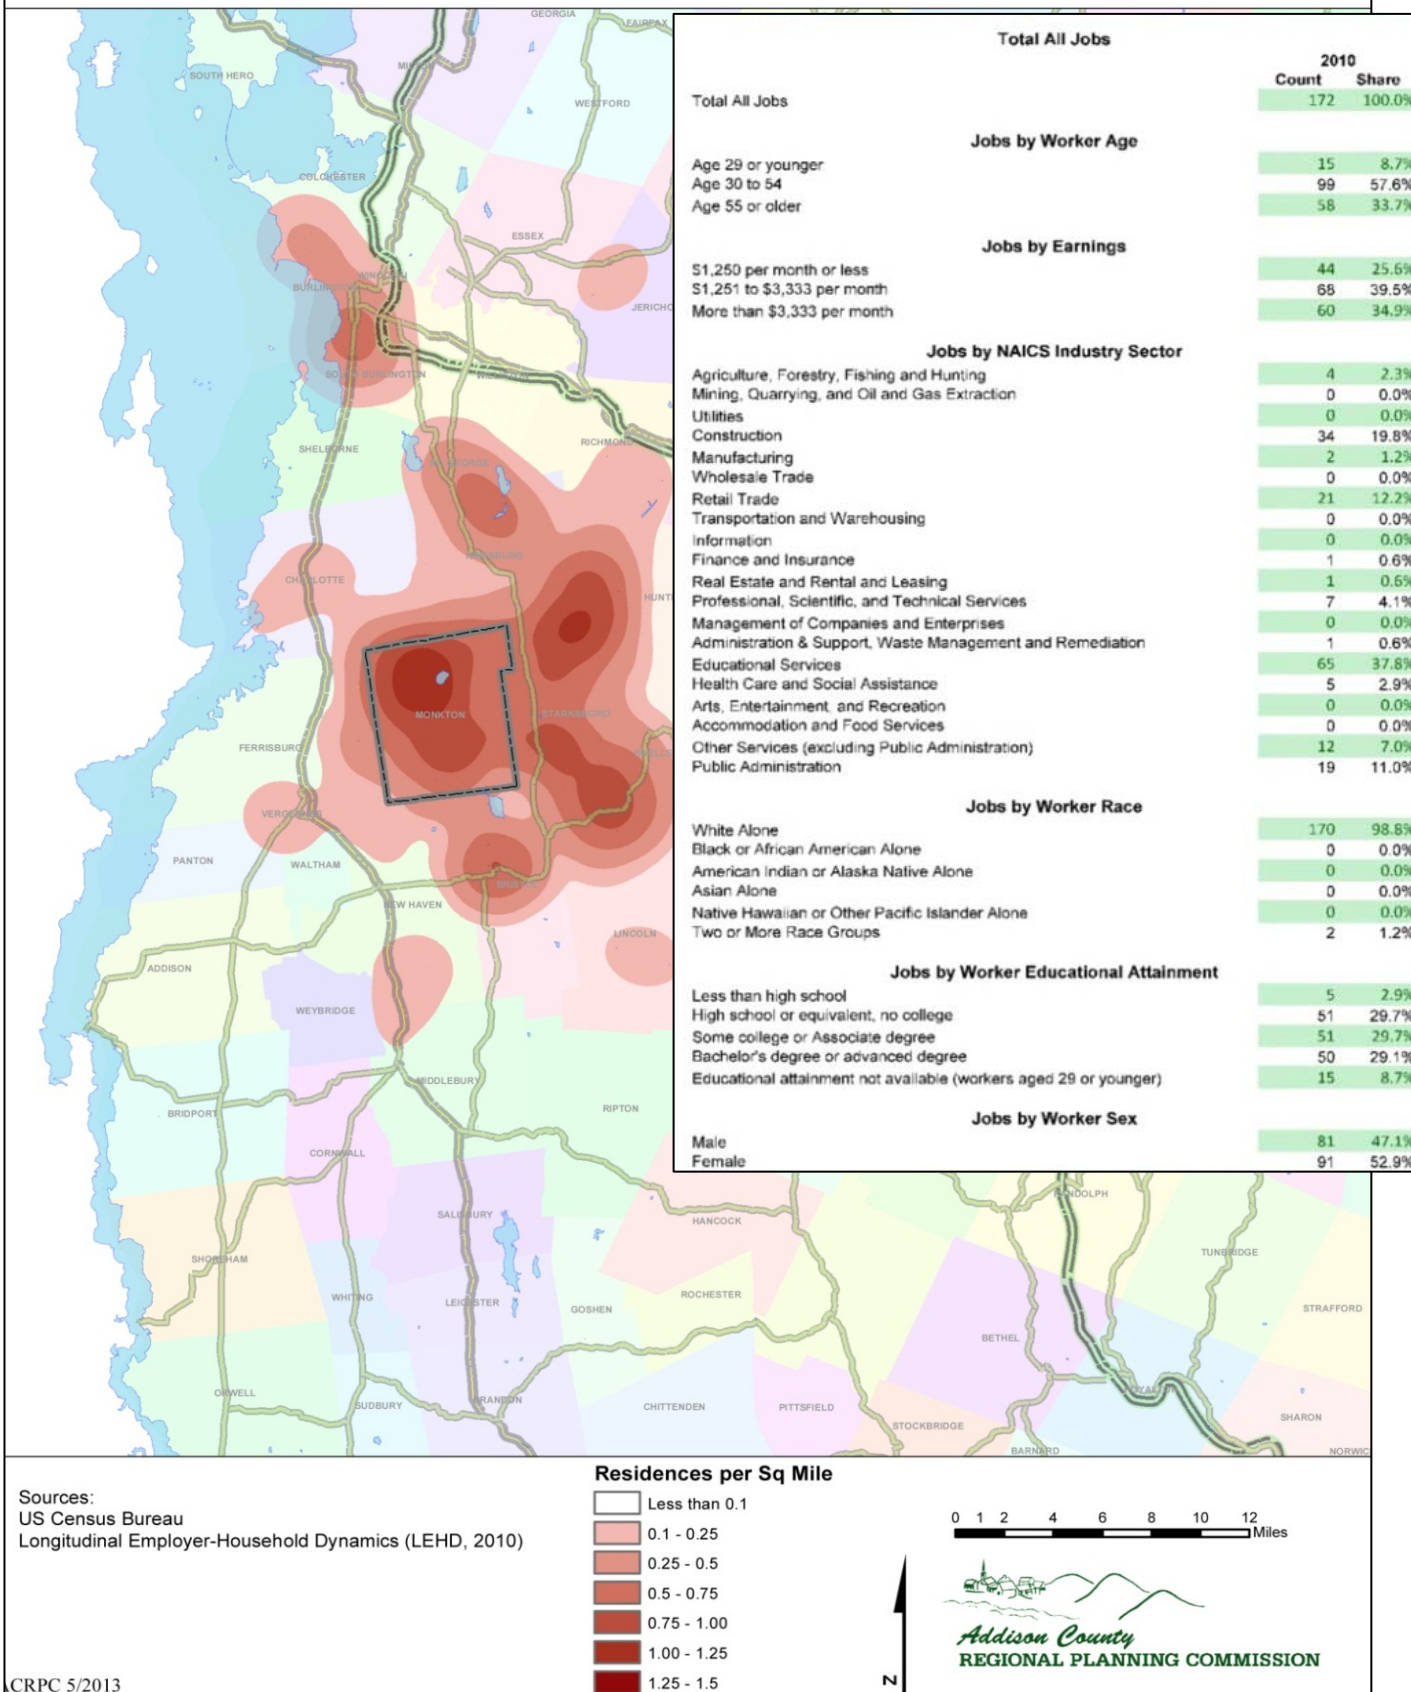 GEORGIA
FAIRFAX
SOUTH HERO
WESTFORD
COLCHESTER
ESSEX
BURLINGTON
JERICHO
SOUTH BURLINGTON
RICHMOND
SHELBURNE
CHARLOTTE
MONKTON
STARKSBORO
FERRISBURG
PANTON
WALTHAM
NEW HAVEN
LINCOLN
ADDISON
WEYBRIDGE
MIDDLEBURY
RIPTON
BRIDPORT
CORNWALL
SALISBURY
HANCOCK
RANDOLPH
SHOREHAM
TUNBRIDGE
WHITING
LEICESTER
GOSHEN
ROCHESTER
STRAFFORD
BETHEL
ORWELL
SUDBURY
BRANDON
CHITTENDEN
PITTSFIELD
STOCKBRIDGE
SHARON
BARNARD
NORWIC
Total All Jobs
2010
Count Share
Total All Jobs 172 100.0%
Jobs by Worker Age
Age 29 or younger 15 8.7%
Age 30 to 54 99 57.6%
Age 55 or older 58 33.7%
Jobs by Earnings
$1,250 per month or less 44 25.6%
$1,251 to $3,333 per month 68 39.5%
More than $3,333 per month 60 34.9%
Jobs by NAICS Industry Sector
Agriculture, Forestry, Fishing and Hunting 4 2.3%
Mining, Quarrying, and Oil and Gas Extraction 0 0.0%
Utilities 0 0.0%
Construction 34 19.8%
Manufacturing 2 1.2%
Wholesale Trade 0 0.0%
Retail Trade 21 12.2%
Transportation and Warehousing 0 0.0%
Information 0 0.0%
Finance and Insurance 1 0.6%
Real Estate and Rental and Leasing 1 0.6%
Professional, Scientific, and Technical Services 7 4.1%
Management of Companies and Enterprises 0 0.0%
Administration & Support, Waste Management and Remediation 1 0.6%
Educational Services 65 37.8%
Health Care and Social Assistance 5 2.9%
Arts, Entertainment, and Recreation 0 0.0%
Accommodation and Food Services 0 0.0%
Other Services (excluding Public Administration) 12 7.0%
Public Administration 19 11.0%
Jobs by Worker Race
White Alone 170 98.8%
Black or African American Alone 0 0.0%
American Indian or Alaska Native Alone 0 0.0%
Asian Alone 0 0.0%
Native Hawaiian or Other Pacific Islander Alone 0 0.0%
Two or More Race Groups 2 1.2%
Jobs by Worker Educational Attainment
Less than high school 5 2.9%
High school or equivalent, no college 51 29.7%
Some college or Associate degree 51 29.7%
Bachelor's degree or advanced degree 50 29.1%
Educational attainment not available (workers aged 29 or younger) 15 8.7%
Jobs by Worker Sex
Male 81 47.1%
Female 91 52.9%
Sources:
US Census Bureau
Longitudinal Employer-Household Dynamics (LEHD, 2010)
CRPC 5/2013
Residences per Sq Mile
Less than 0.1
0.1 - 0.25
0.25 - 0.5
0.5 - 0.75
0.75 - 1.00
1.00 - 1.25
1.25 - 1.5
0 1 2 4 6 8 10 12
Miles
N
Addison County
REGIONAL PLANNING COMMISSION